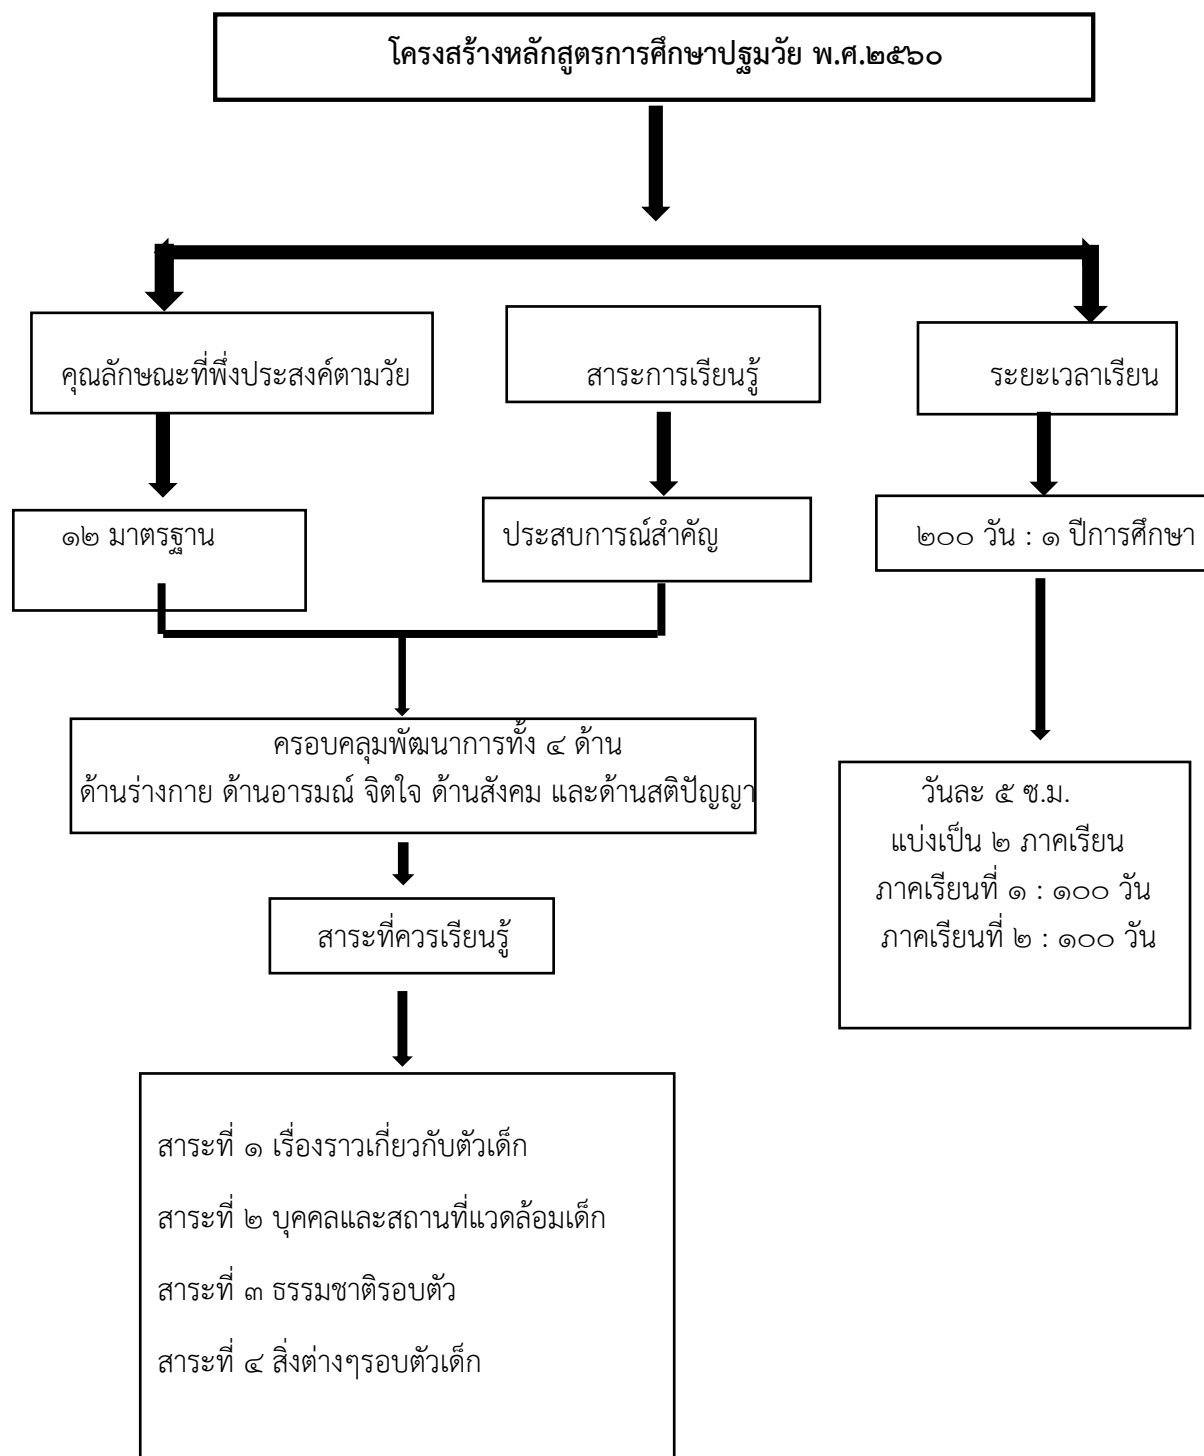 โครงสร้างหลักสูตรการศึกษาปฐมวัย พ.ศ.๒๕๖๐
คุณลักษณะที่พึ่งประสงค์ตามวัย
สาระการเรียนรู้
ระยะเวลาเรียน
๑๒ มาตรฐาน
ประสบการณ์สำคัญ
๒๐๐ วัน : ๑ ปีการศึกษา
ครอบคลุมพัฒนาการทั้ง ๔ ด้าน
ด้านร่างกาย ด้านอารมณ์ จิตใจ ด้านสังคม และด้านสติปัญญา
วันละ ๕ ซ.ม.
แบ่งเป็น ๒ ภาคเรียน
ภาคเรียนที่ ๑ : ๑๐๐ วัน
ภาคเรียนที่ ๒ : ๑๐๐ วัน
สาระที่ควรเรียนรู้
สาระที่ ๑ เรื่องราวเกี่ยวกับตัวเด็ก
สาระที่ ๒ บุคคลและสถานที่แวดล้อมเด็ก
สาระที่ ๓ ธรรมชาติรอบตัว
สาระที่ ๔ สิ่งต่างๆรอบตัวเด็ก